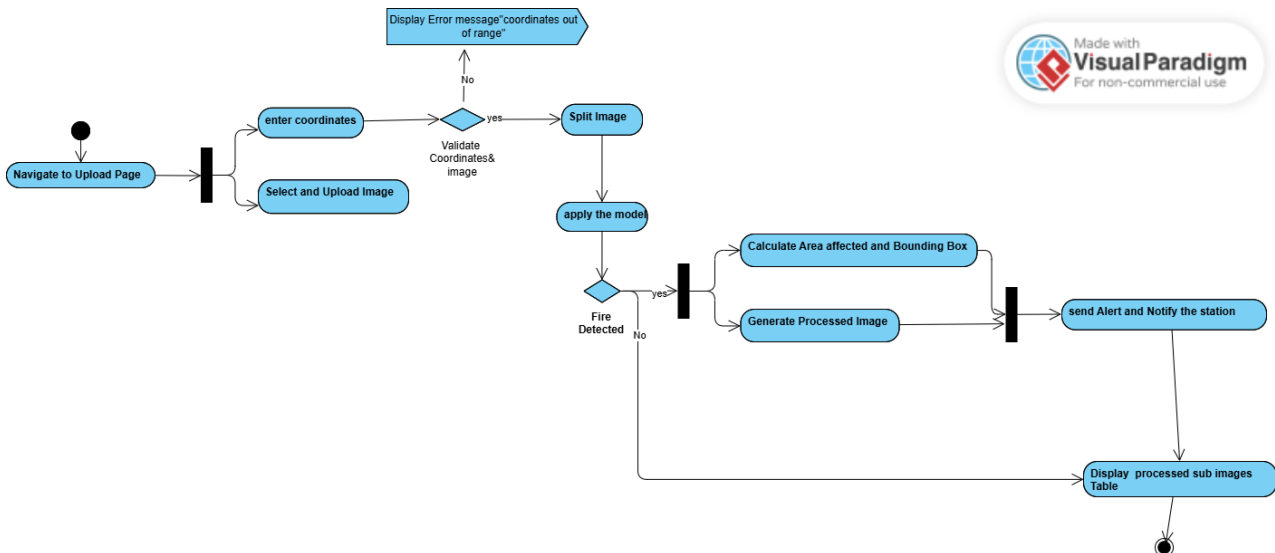 Display Error message"coordinates out
of range"
Made with
Visual Paradigm
For non-commercial use
No
enter coordinates
yes
Split Image
Validate
Coordinates&
image
Navigate to Upload Page
Select and Upload Image
apply the model
Calculate Area affected and Bounding Box
yes
Fire
Detected
No
Generate Processed Image
send Alert and Notify the station
Display  processed sub images
Table